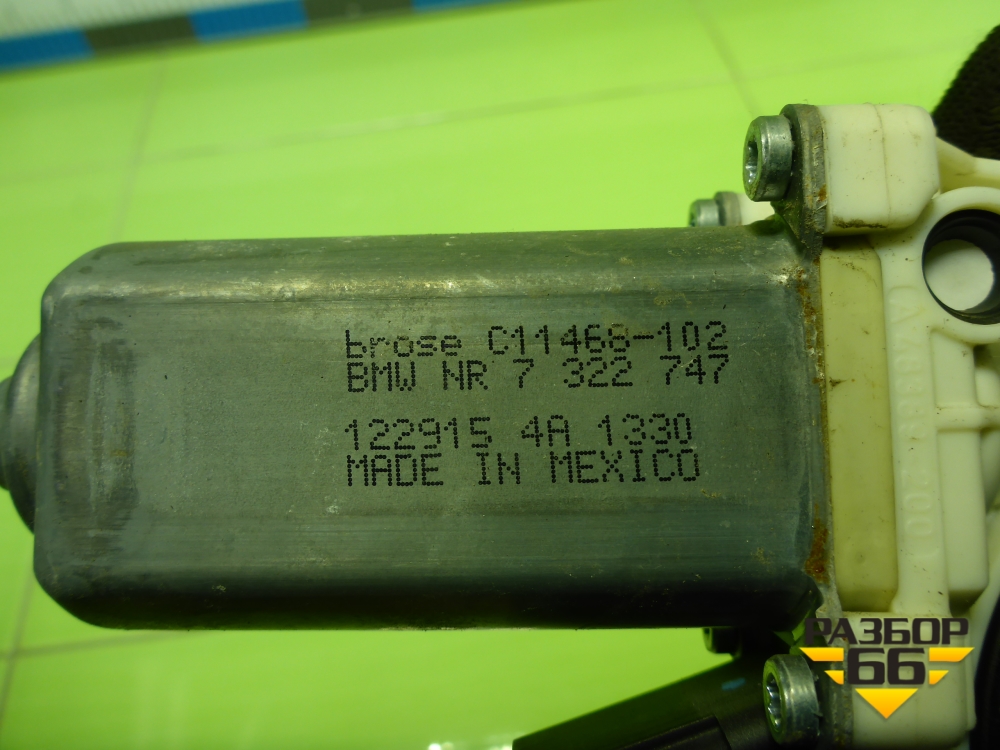 brose C11468-102
BMW NR 7 322 747
122915 4A 1330
MADE IN MEXICO
РАЗБОР
66